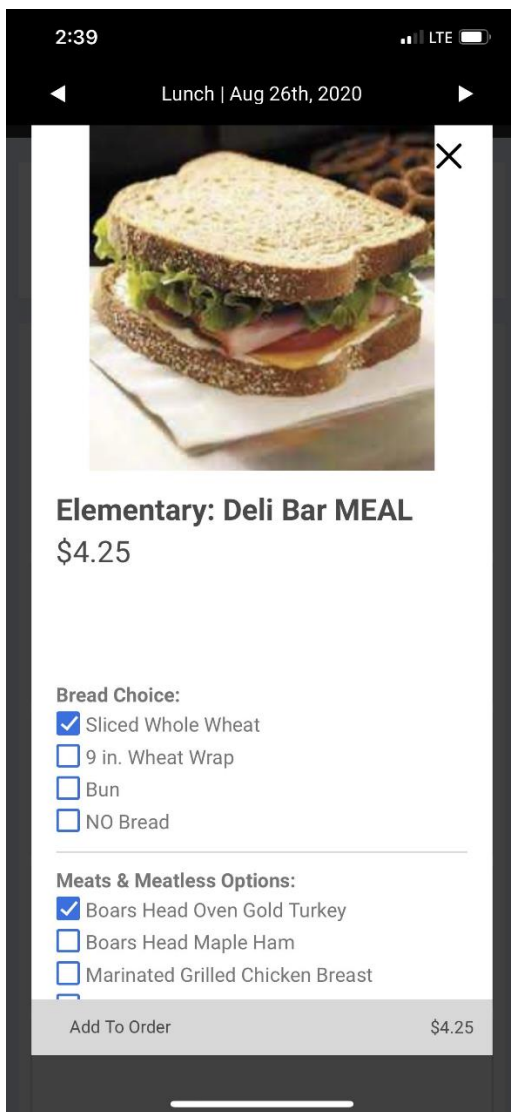 2:39
LTE
Lunch | Aug 26th, 2020
Elementary: Deli Bar MEAL
$4.25
Bread Choice:
Sliced Whole Wheat
9 in. Wheat Wrap
Bun
NO Bread
Meats & Meatless Options:
Boars Head Oven Gold Turkey
Boars Head Maple Ham
Marinated Grilled Chicken Breast
Add To Order $4.25